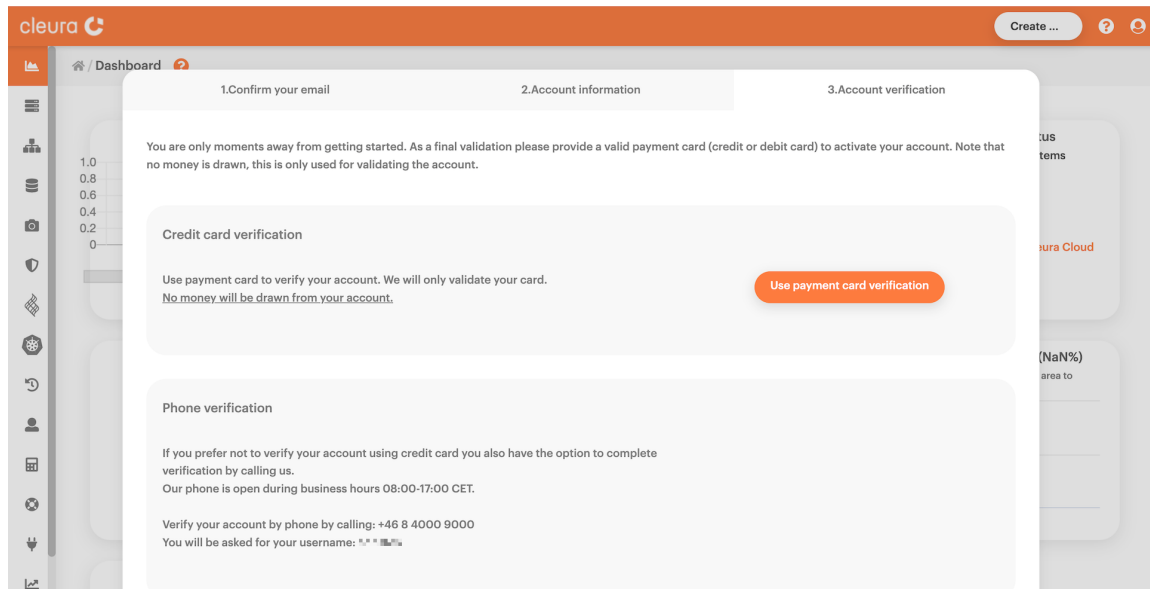 cleura
Create ...
/ Dashboard
1.Confirm your email
2.Account information
3.Account verification
You are only moments away from getting started. As a final validation please provide a valid payment card (credit or debit card) to activate your account. Note that
no money is drawn, this is only used for validating the account.
Credit card verification
Use payment card to verify your account. We will only validate your card.
No money will be drawn from your account.
Use payment card verification
Phone verification
If you prefer not to verify your account using credit card you also have the option to complete
verification by calling us.
Our phone is open during business hours 08:00-17:00 CET.
Verify your account by phone by calling: +46 8 4000 9000
You will be asked for your username:
1.0
0.8
0.6
0.4
0.2
0
tus
tems
eura Cloud
(NaN%)
area to